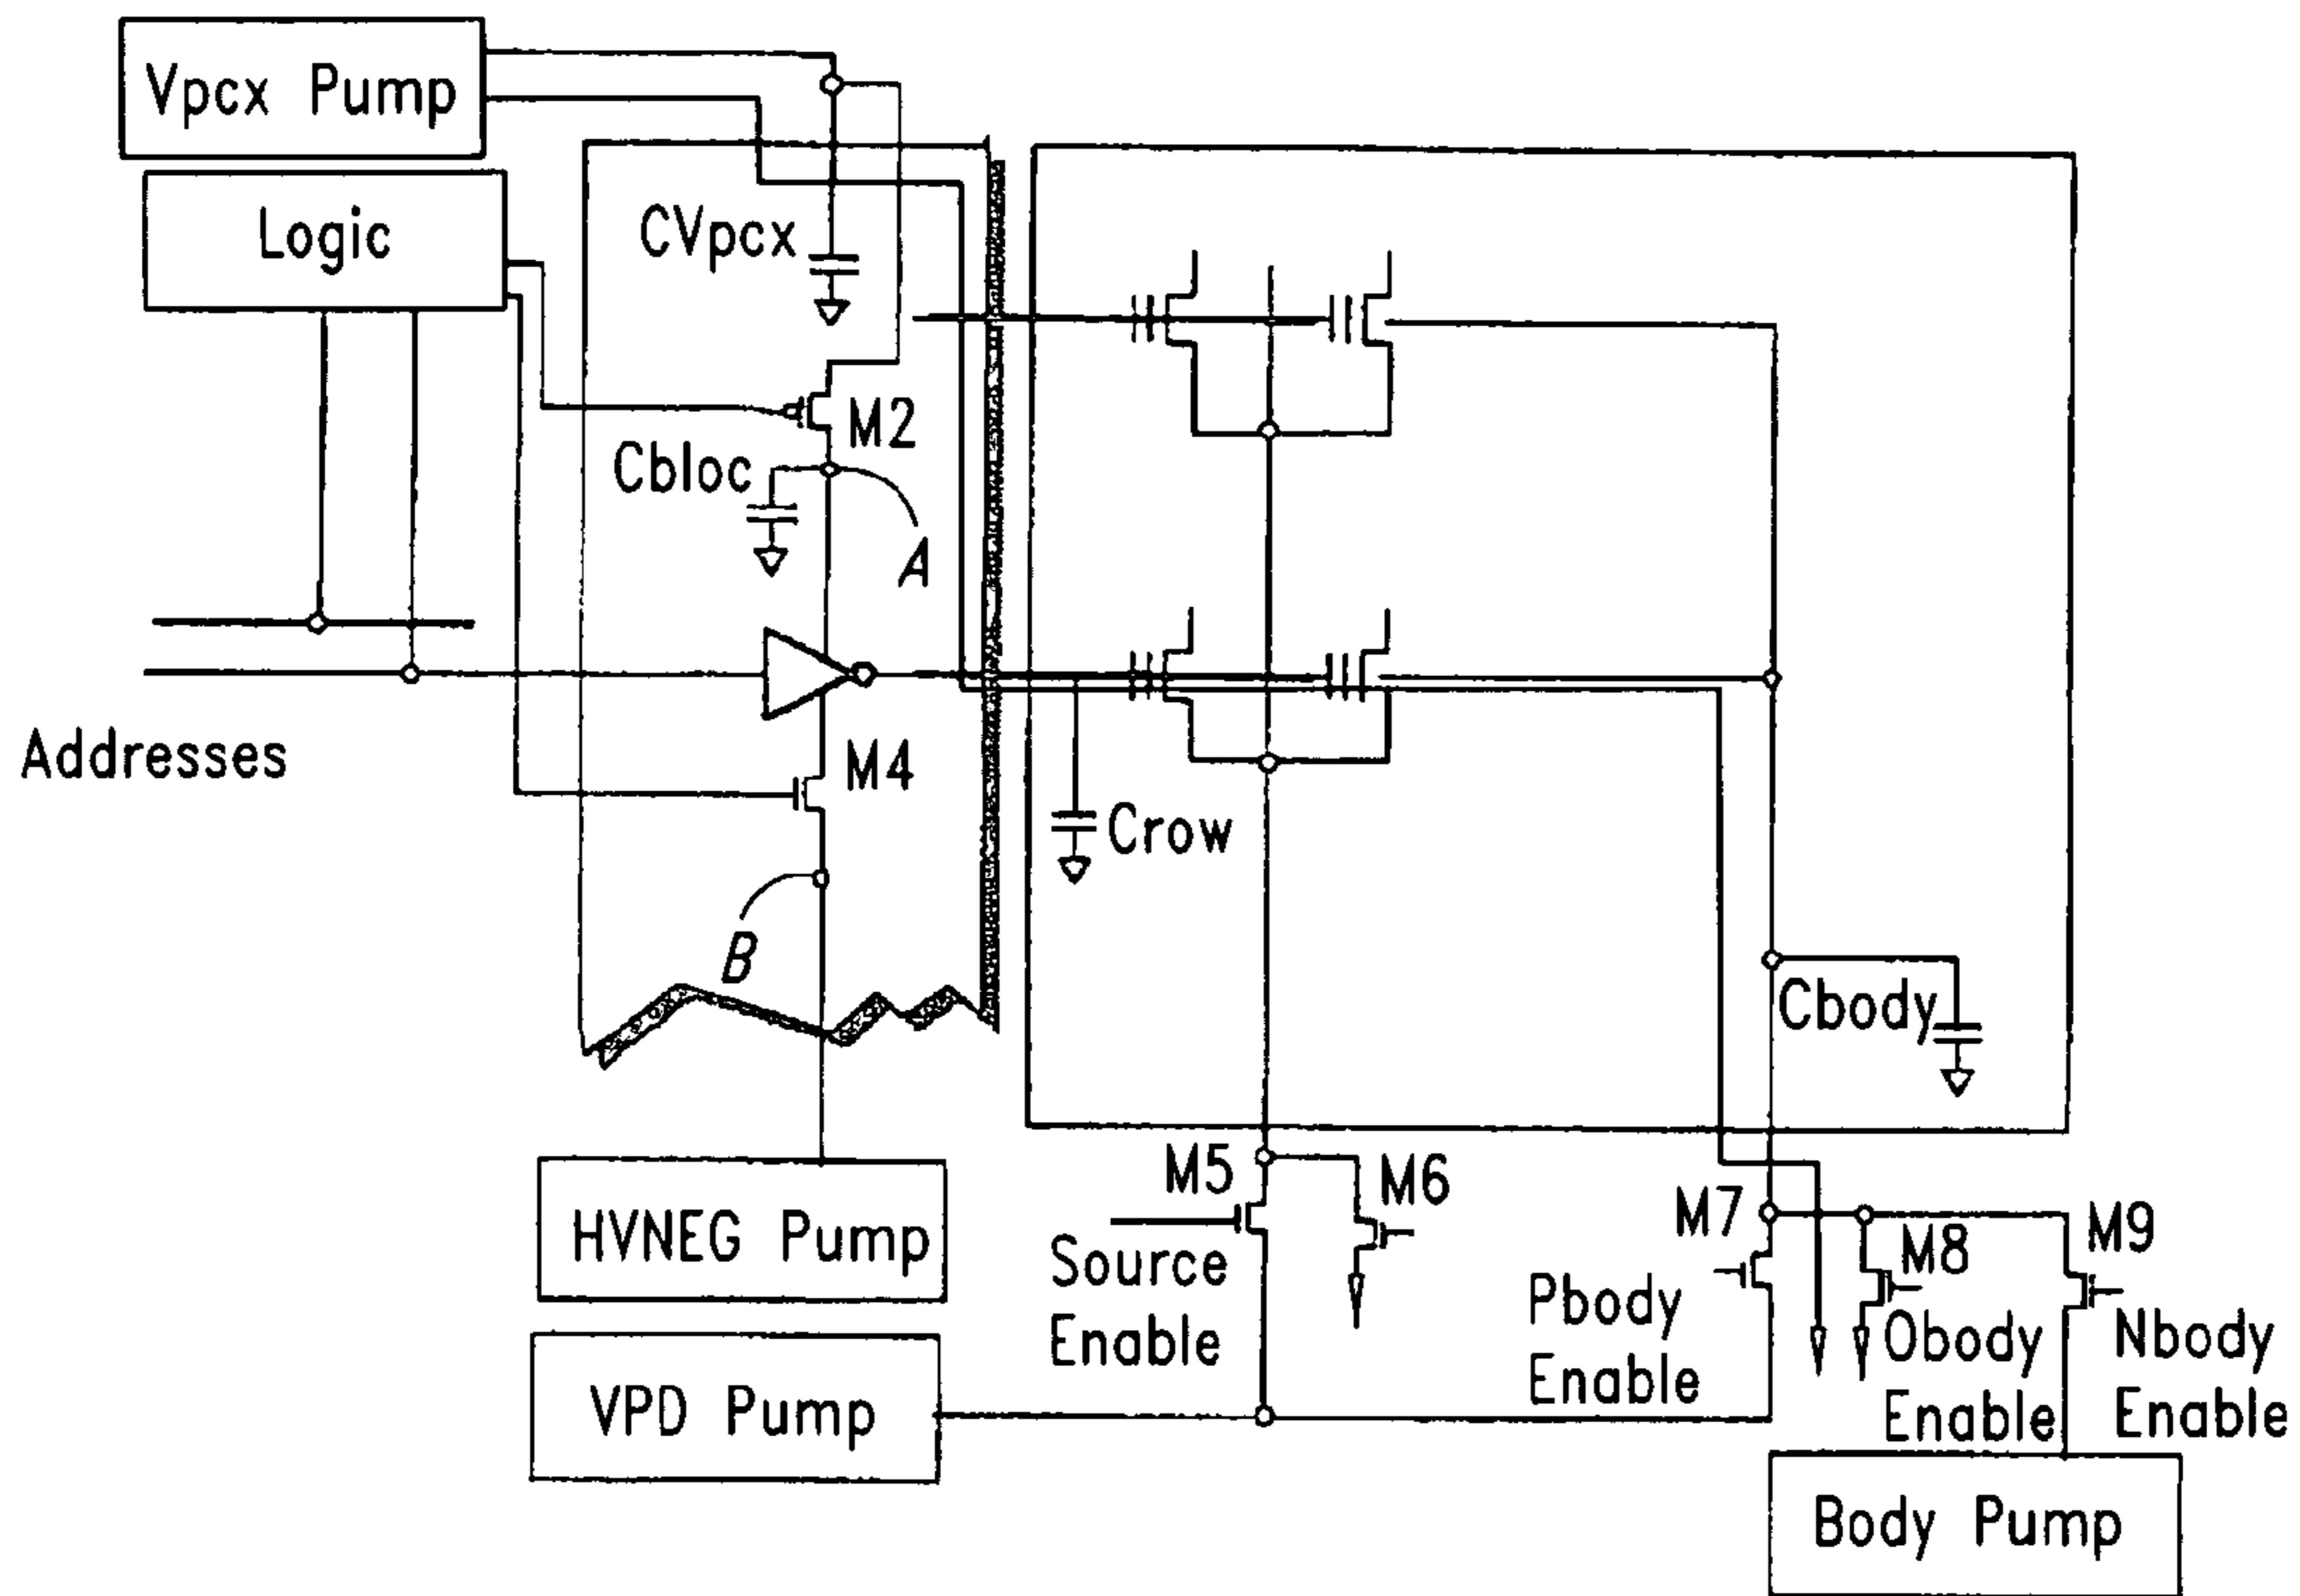 Vpcx Pump
Logic
CVpcx
M2
Cbloc
A
Addresses
M4
Crow
B
Cbody
HVNEG Pump
M5
M6
Source
Enable
M7
M8
M9
Pbody
Enable
Obody
Enable
Nbody
Enable
VPD Pump
Body Pump